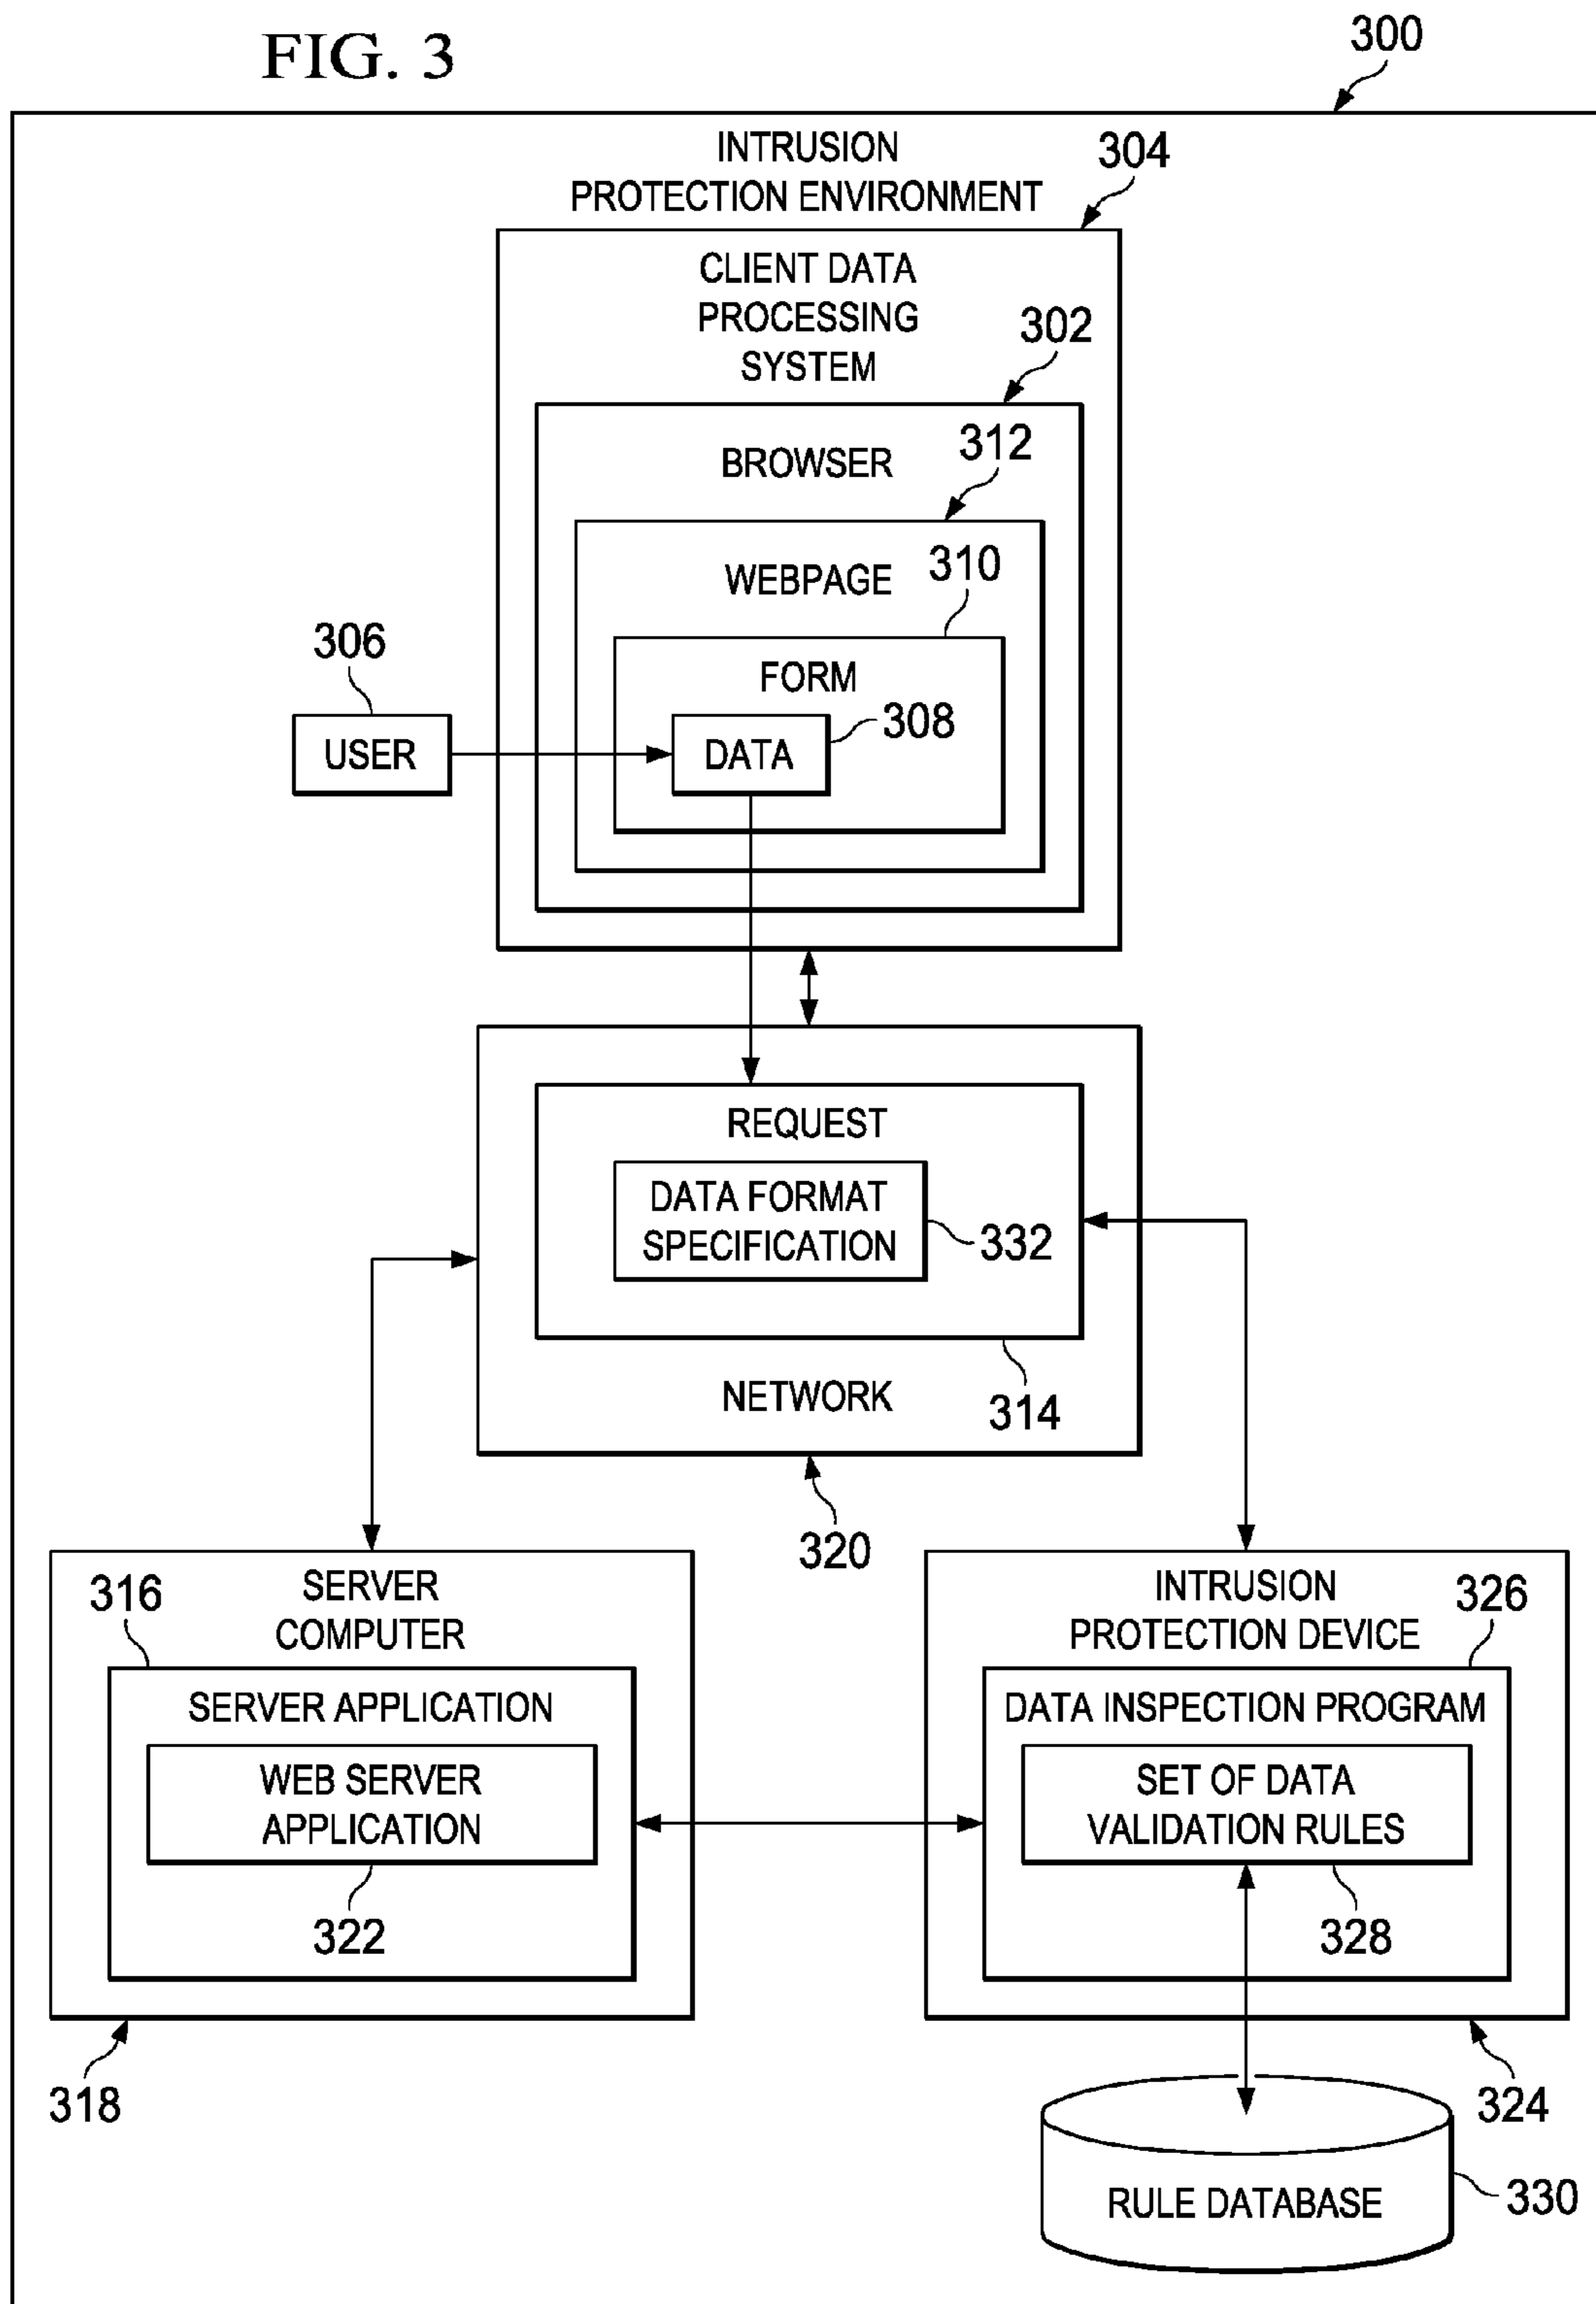 FIG. 3
300
INTRUSION
PROTECTION ENVIRONMENT
304
CLIENT DATA
PROCESSING
SYSTEM
302
BROWSER
312
WEBPAGE
310
FORM
306
USER
DATA
308
REQUEST
DATA FORMAT
SPECIFICATION
332
NETWORK
314
320
SERVER
COMPUTER
316
SERVER APPLICATION
WEB SERVER
APPLICATION
322
318
INTRUSION
PROTECTION DEVICE
326
DATA INSPECTION PROGRAM
SET OF DATA
VALIDATION RULES
328
324
RULE DATABASE
330